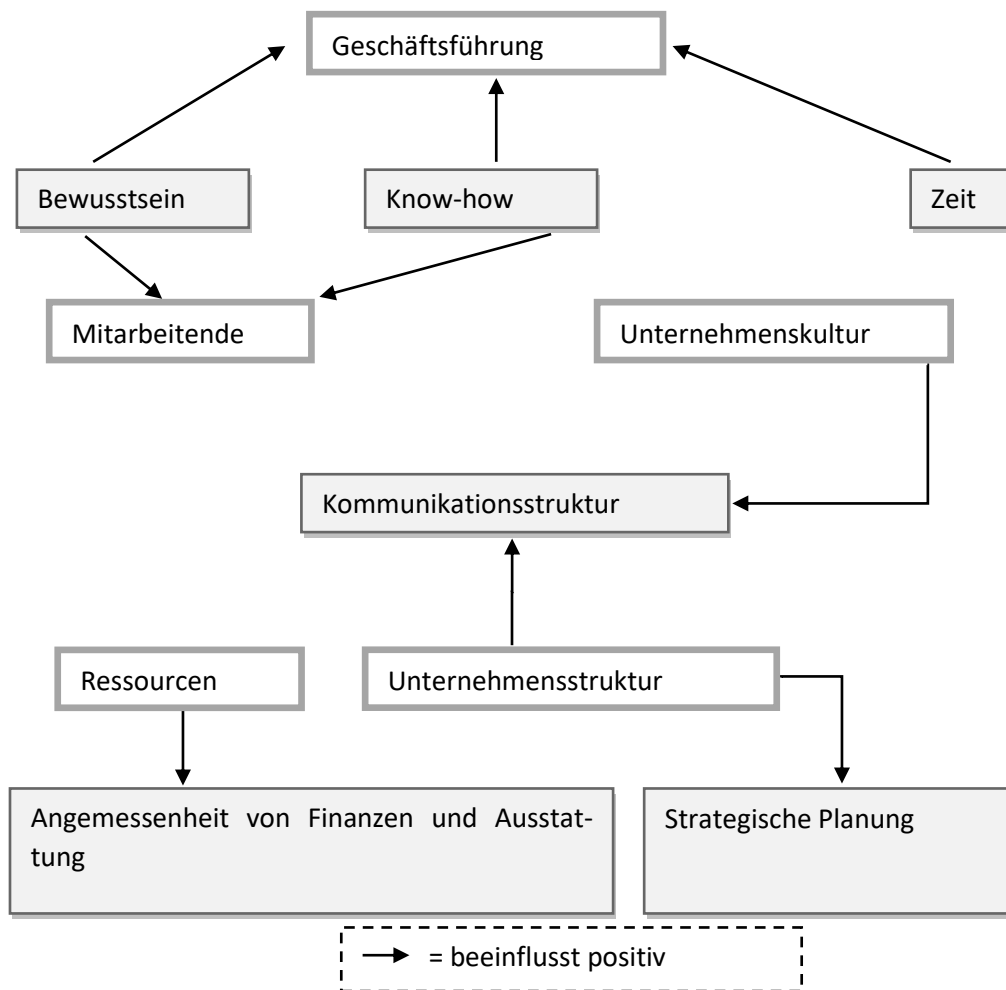 Geschäftsführung
Bewusstsein
Know-how
Zeit
Mitarbeitende
Unternehmenskultur
Kommunikationsstruktur
Ressourcen
Unternehmensstruktur
Angemessenheit von Finanzen und Ausstat-
tung
Strategische Planung
= beeinflusst positiv